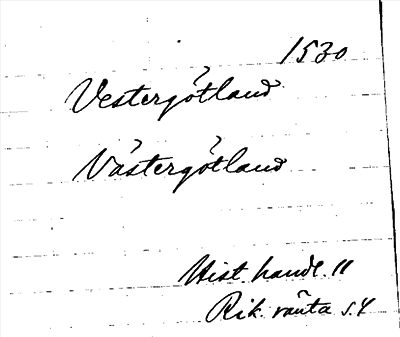 1530
Vestergötland
Västergötland
Hist. handl. 11
Rik. ränta s. 4